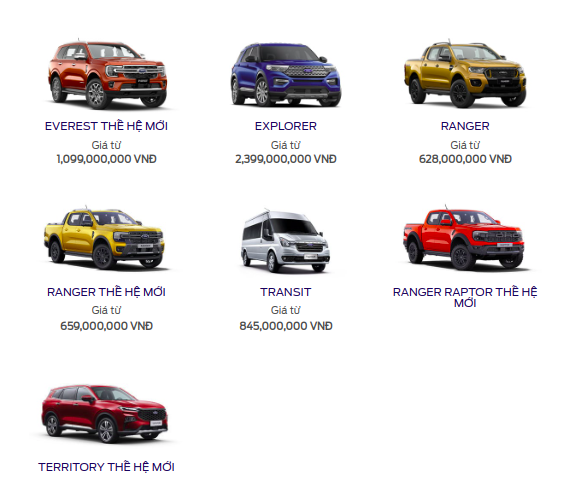 EVEREST THẾ HỆ MỚI
Giá từ
1,099,000,000 VNĐ
EXPLORER
Giá từ
2,399,000,000 VNĐ
RANGER
Giá từ
628,000,000 VNĐ
RANGER THẾ HỆ MỚI
Giá từ
659,000,000 VNĐ
TRANSIT
Giá từ
845,000,000 VNĐ
RANGER RAPTOR THẾ HỆ
MỚI
TERRITORY THẾ HỆ MỚI